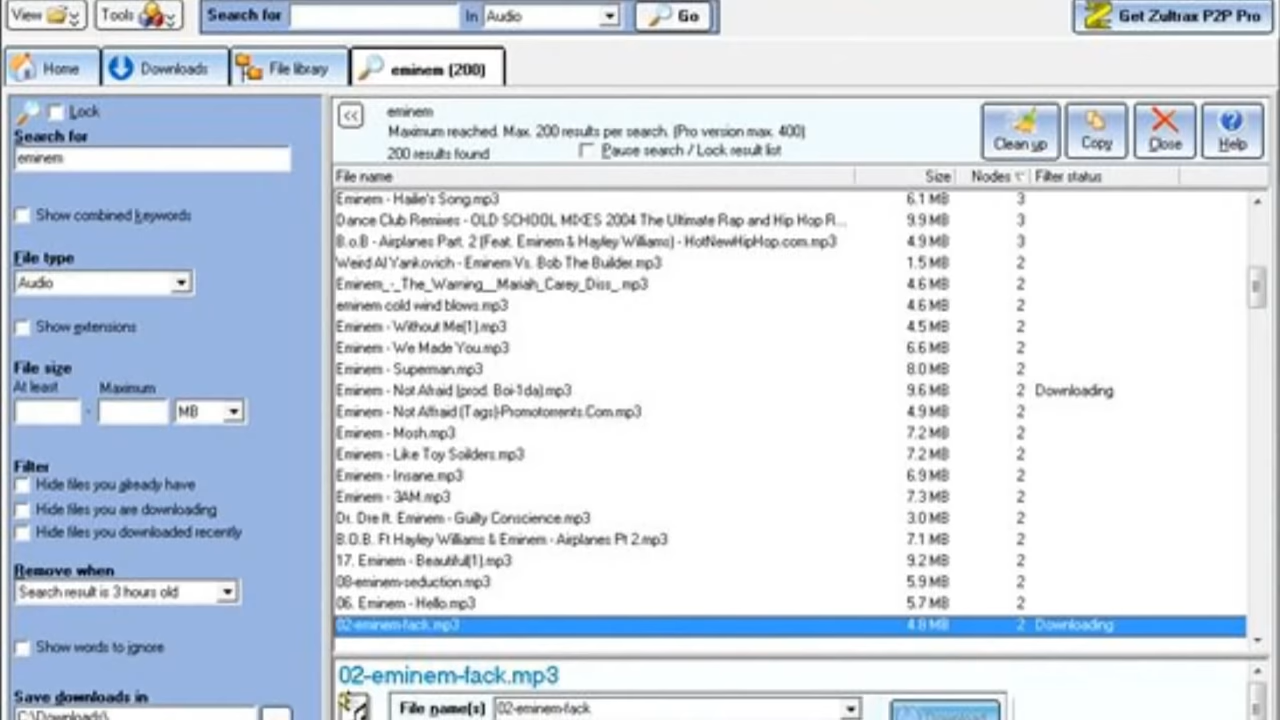 View Tools Search for In Audio Go Get Zultrax P2P Pro
Home Downloads File library eminem (200)
Lock
Search for
eminem
Show combined keywords
File type
Audio
Show extensions
File size
At least Maximum
- MB
Filter
Hide files you already have
Hide files you are downloading
Hide files you downloaded recently
Remove when
Search result is 3 hours old
Show words to ignore
Save downloads in
C:\Downloads\
<< eminem
Maximum reached. Max. 200 results per search. (Pro version max. 400)
200 results found Pause search / Lock result list
Clean up Copy Close Help
File name Size Nodes Filter status
Eminem - Hailie's Song.mp3 6.1 MB 3
Dance Club Remixes - OLD SCHOOL MIXES 2004 The Ultimate Rap and Hip Hop R... 9.9 MB 3
B.o.B - Airplanes Part. 2 (Feat. Eminem & Hayley Williams) - HotNewHipHop.com.mp3 4.9 MB 3
Weird Al Yankovich - Eminem Vs. Bob The Builder.mp3 1.5 MB 2
Eminem_-_The_Warning__Mariah_Carey_Diss_.mp3 4.6 MB 2
eminem cold wind blows.mp3 4.6 MB 2
Eminem - Without Me(1).mp3 4.5 MB 2
Eminem - We Made You.mp3 6.6 MB 2
Eminem - Superman.mp3 8.0 MB 2
Eminem - Not Afraid (prod. Boi-1da).mp3 9.6 MB 2 Downloading
Eminem - Not Affraid (Tags)-Promotorrents.Com.mp3 4.9 MB 2
Eminem - Mosh.mp3 7.2 MB 2
Eminem - Like Toy Soilders.mp3 7.2 MB 2
Eminem - Insane.mp3 6.9 MB 2
Eminem - 3AM.mp3 7.3 MB 2
Dr. Dre ft. Eminem - Guilty Conscience.mp3 3.0 MB 2
B.O.B. Ft Hayley Williams & Eminem - Airplanes Pt 2.mp3 7.1 MB 2
17. Eminem - Beautiful(1).mp3 9.2 MB 2
08-eminem-seduction.mp3 5.9 MB 2
06. Eminem - Hello.mp3 5.7 MB 2
02-eminem-fack.mp3 4.8 MB 2 Downloading
02-eminem-fack.mp3
File name(s) 02-eminem-fack